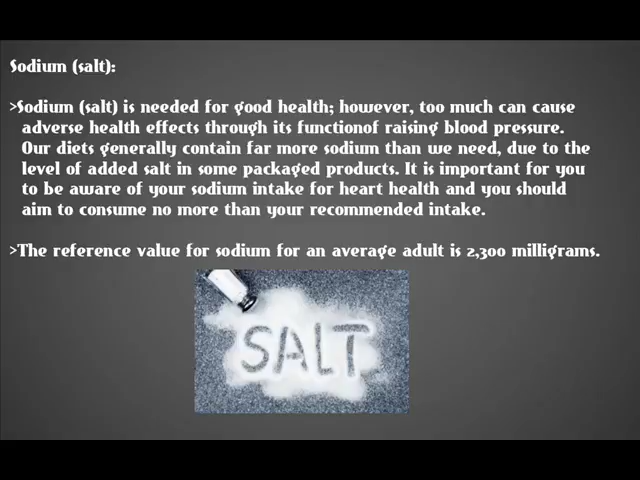 Sodium (salt):
>Sodium (salt) is needed for good health; however, too much can cause
adverse health effects through its functionof raising blood pressure.
Our diets generally contain far more sodium than we need, due to the
level of added salt in some packaged products. It is important for you
to be aware of your sodium intake for heart health and you should
aim to consume no more than your recommended intake.
>The reference value for sodium for an average adult is 2,300 milligrams.
SALT